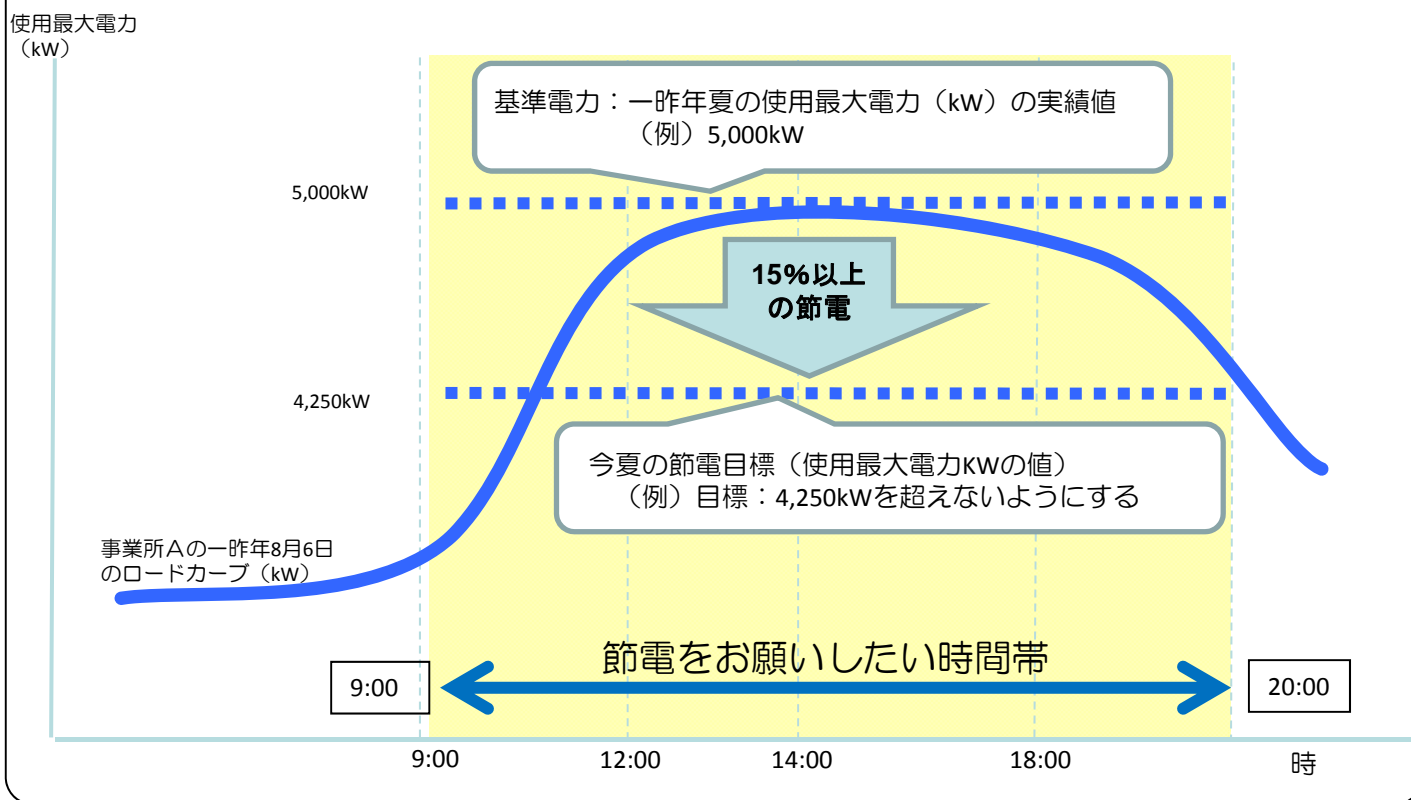 使用最大電力
（kW）
基準電力：一昨年夏の使用最大電力（kW）の実績値
（例）5,000kW
5,000kW
15%以上
の節電
4,250kW
今夏の節電目標（使用最大電力KWの値）
（例）目標：4,250kWを超えないようにする
事業所Ａの一昨年8月6日
のロードカーブ（kW）
節電をお願いしたい時間帯
9:00
20:00
9:00
12:00
14:00
18:00
時